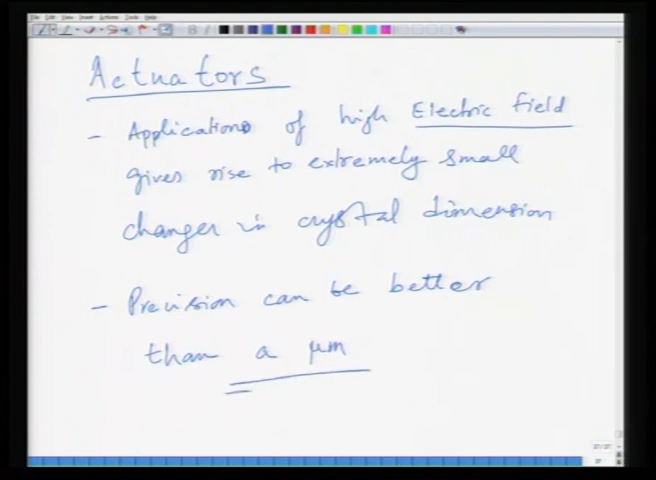 Actuators
- Application of high Electric field
gives rise to extremely small
changes in crystal dimension
- Precision can be better
than a μm